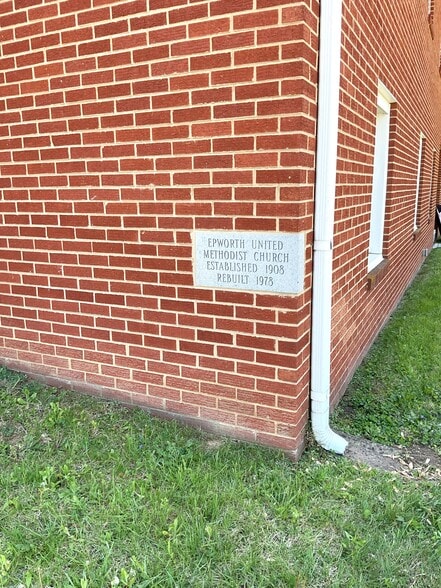 EPWORTH UNITED
METHODIST CHURCH
ESTABLISHED 1908
REBUILT 1978